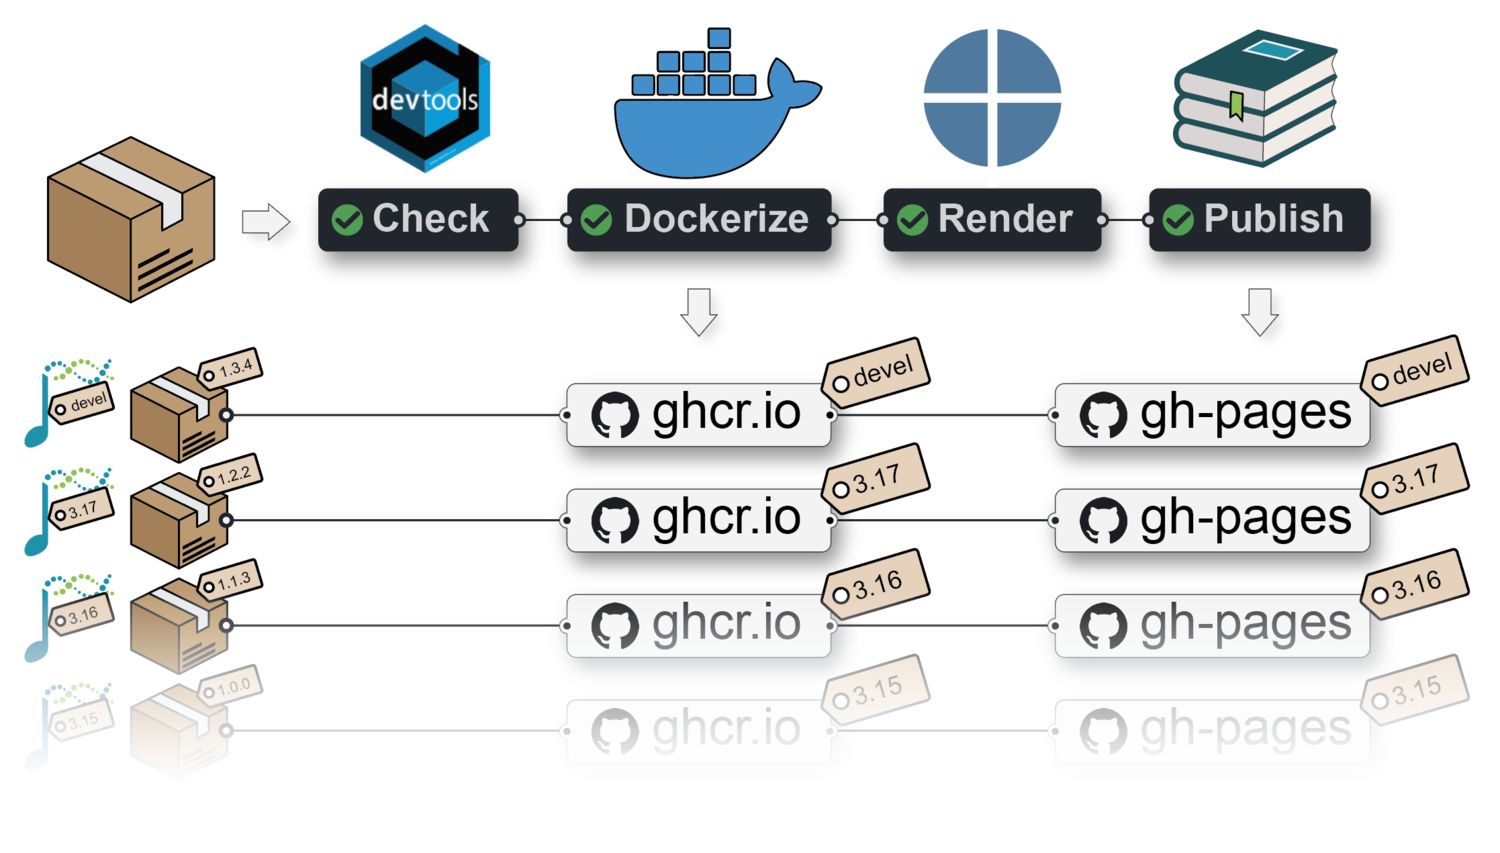 devtools
Check
Dockerize
Render
Publish
devel
1.3.4
ghcr.io
devel
gh-pages
devel
3.17
1.2.2
ghcr.io
3.17
gh-pages
3.17
3.16
1.1.3
ghcr.io
3.16
gh-pages
3.16
3.15
1.0.0
ghcr.io
3.15
gh-pages
3.15